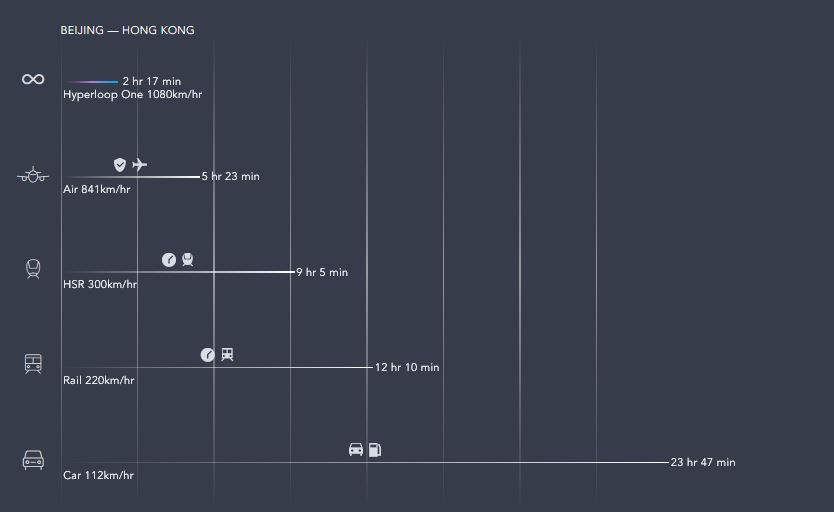 BEIJING — HONG KONG
2 hr 17 min
Hyperloop One 1080km/hr
5 hr 23 min
Air 841km/hr
9 hr 5 min
HSR 300km/hr
12 hr 10 min
Rail 220km/hr
23 hr 47 min
Car 112km/hr